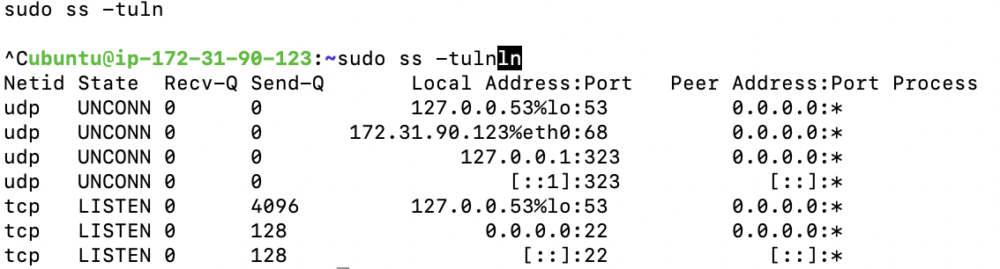 sudo ss -tuln
^Cubuntu@ip-172-31-90-123:~sudo ss -tulnln
Netid State Recv-Q Send-Q Local Address:Port Peer Address:Port Process
udp UNCONN 0 0 127.0.0.53%lo:53 0.0.0.0:*
udp UNCONN 0 0 172.31.90.123%eth0:68 0.0.0.0:*
udp UNCONN 0 0 127.0.0.1:323 0.0.0.0:*
udp UNCONN 0 0 [::1]:323 [::]:*
tcp LISTEN 0 4096 127.0.0.53%lo:53 0.0.0.0:*
tcp LISTEN 0 128 0.0.0.0:22 0.0.0.0:*
tcp LISTEN 0 128 [::]:22 [::]:*